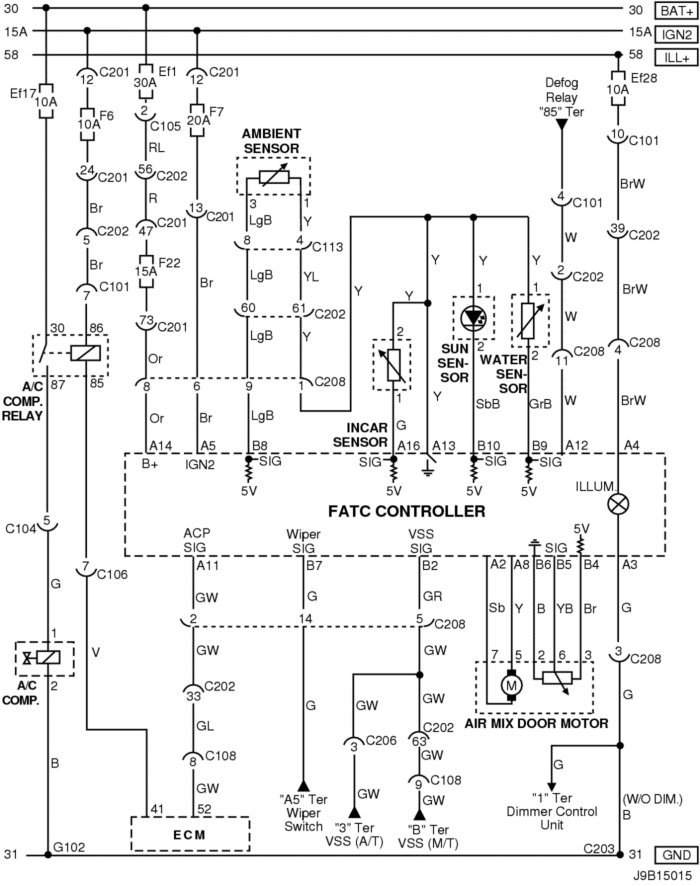 30 30 BAT+
15A 15A IGN2
58 58 ILL+
Ef17 10A
12 C201
F6 10A
24 C201
Br
5 C202
Br
7 C101
Ef1 30A
2 C105
RL
56 C202
R
47 C201
F22 15A
73 C201
Or
12 C201
F7 20A
13 C201
Br
AMBIENT
SENSOR
3 1
LgB Y
8 4 C113
LgB YL
60 61 C202
LgB Y
8 6 9 1 C208
Or Br LgB
Defog
Relay
"85" Ter
4 C101
W
2 C202
W
11 C208
W
Ef28 10A
10 C101
BrW
39 C202
BrW
4 C208
BrW
30 86
87 85
A/C
COMP.
RELAY
Y Y Y Y
2
1
INCAR
SENSOR
G
Y
1
2
SUN
SEN-
SOR
SbB
1
2
WATER
SEN-
SOR
GrB
A14 A5 B8 A16 A13 B10 B9 A12 A4
B+ IGN2 SIG SIG SIG SIG
5V 5V 5V 5V
ILLUM.
FATC CONTROLLER
ACP
SIG
Wiper
SIG
VSS
SIG
SIG 5V
A11 B7 B2 A2 A8 B6 B5 B4 A3
GW G GR Sb Y B YB Br G
2 14 5 C208
5 C104
G
1
2
A/C
COMP.
B
7 C106
V
GW
33 C202
GL
8 C108
GW
41 52
ECM
G
"A5" Ter
Wiper
Switch
GW
GW
3 C206
GW
"3" Ter
VSS (A/T)
GW
C202
63
GW
9 C108
GW
"B" Ter
VSS (M/T)
7 5 2 6 3
M
AIR MIX DOOR MOTOR
3 C208
G
G
"1" Ter
Dimmer Control
Unit
(W/O DIM.)
B
31 G102 C203 31 GND
J9B15015